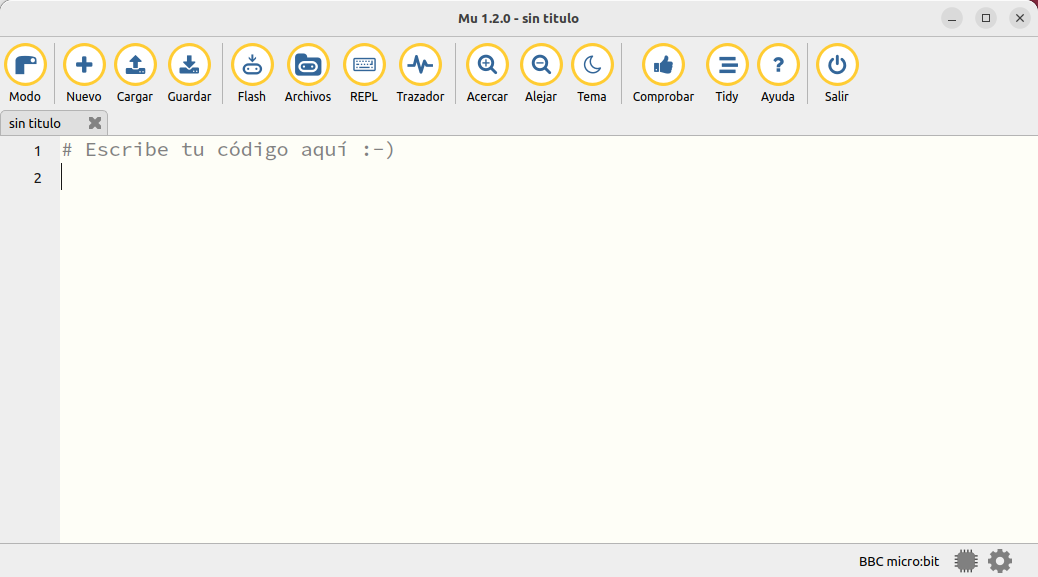 Mu 1.2.0 - sin titulo
Modo Nuevo Cargar Guardar Flash Archivos REPL Trazador Acercar Alejar Tema Comprobar Tidy Ayuda Salir
sin titulo
1 # Escribe tu código aquí :-)
2
BBC micro:bit